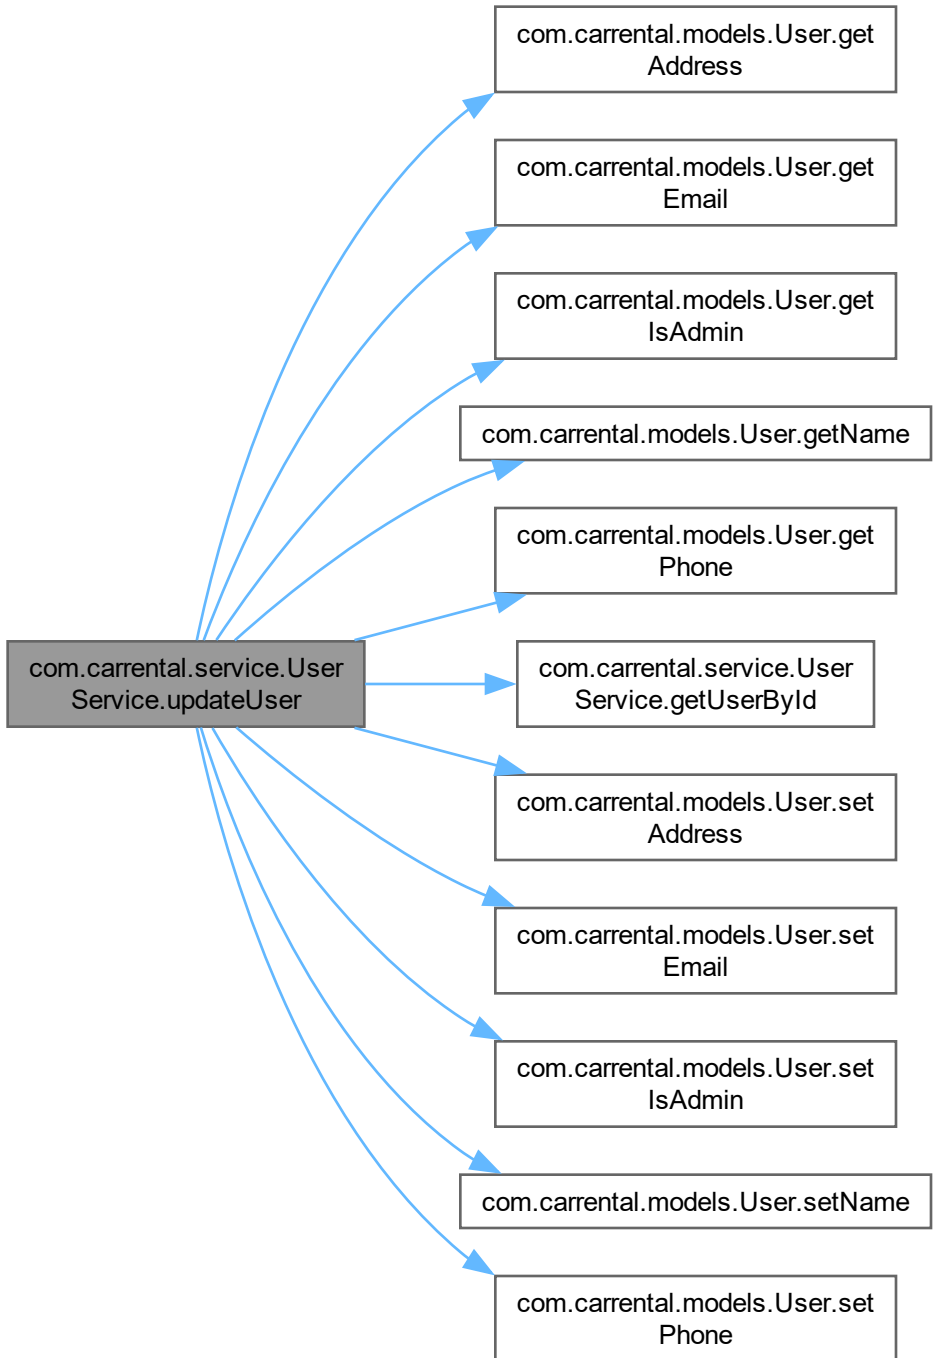 com.carrental.models.User.get
Address
com.carrental.models.User.get
Email
com.carrental.models.User.get
IsAdmin
com.carrental.models.User.getName
com.carrental.models.User.get
Phone
com.carrental.service.User
Service.updateUser
com.carrental.service.User
Service.getUserById
com.carrental.models.User.set
Address
com.carrental.models.User.set
Email
com.carrental.models.User.set
IsAdmin
com.carrental.models.User.setName
com.carrental.models.User.set
Phone